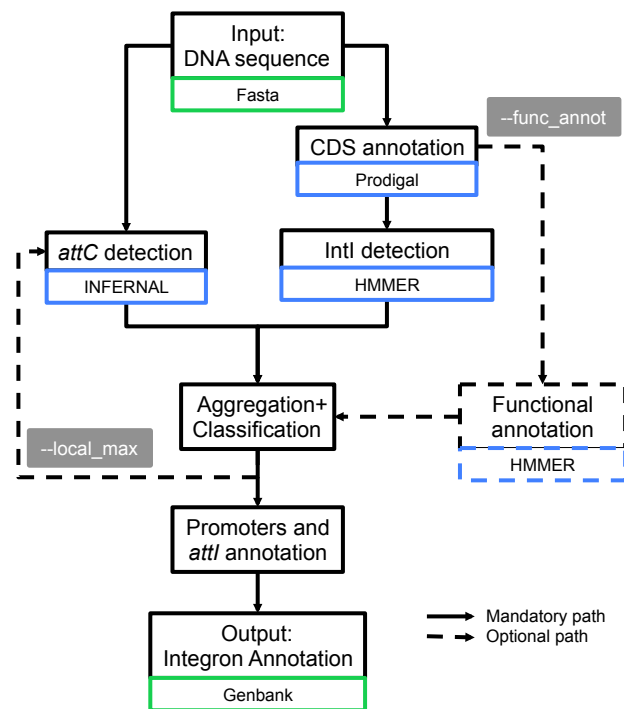 Input:
DNA sequence
Fasta
--func_annot
CDS annotation
Prodigal
attC detection
INFERNAL
IntI detection
HMMER
Aggregation+
Classification
Functional
annotation
HMMER
--local_max
Promoters and
attI annotation
Output:
Integron Annotation
Genbank
Mandatory path
Optional path